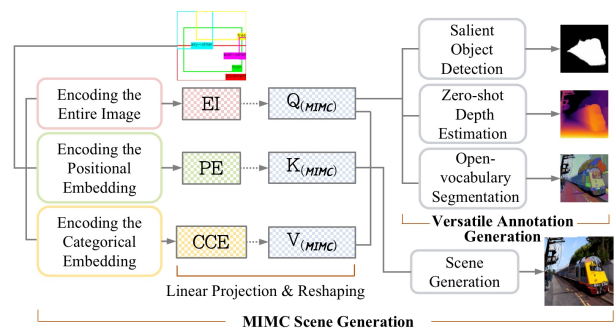 Encoding the
Entire Image
EI
Q(MIMC)
Encoding the
Positional
Embedding
PE
K(MIMC)
Encoding the
Categorical
Embedding
CCE
V(MIMC)
Linear Projection & Reshaping
MIMC Scene Generation
Salient
Object
Detection
Zero-shot
Depth
Estimation
Open-
vocabulary
Segmentation
Versatile Annotation
Generation
Scene
Generation